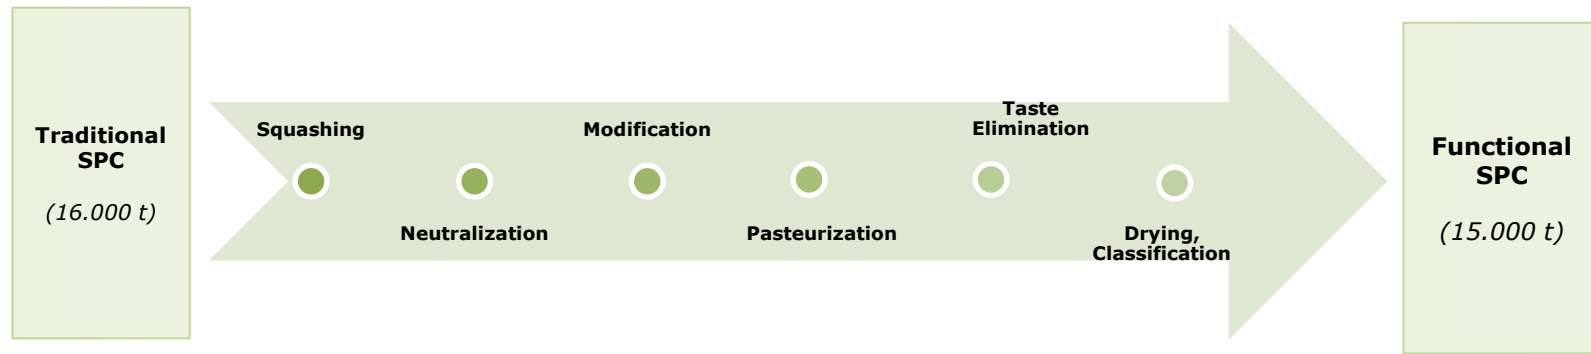 Traditional
SPC
(16.000 t)
Squashing
Neutralization
Modification
Pasteurization
Taste
Elimination
Drying,
Classification
Functional
SPC
(15.000 t)